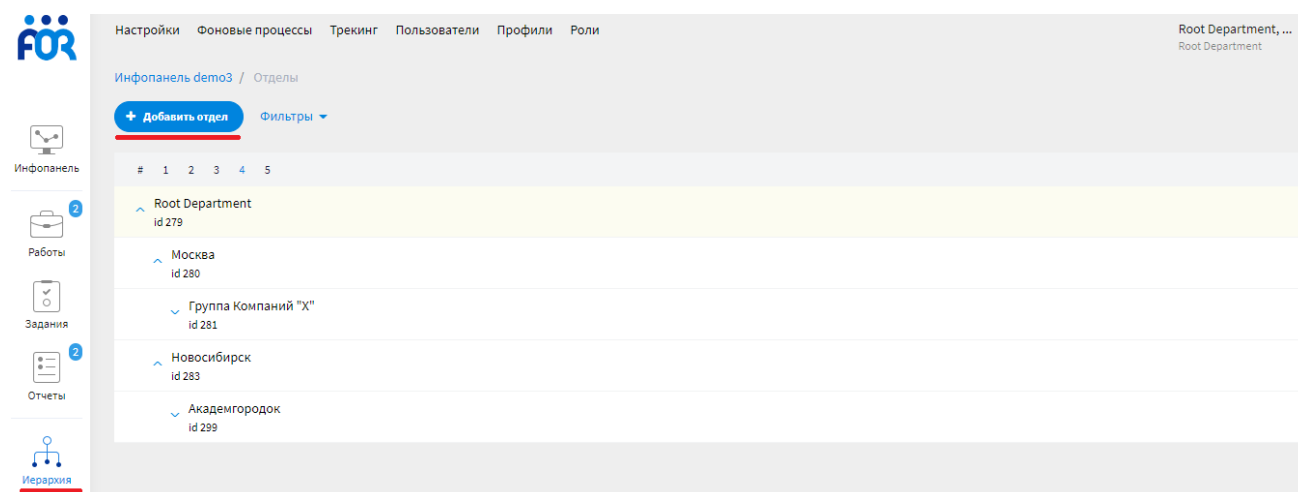 FOR
Настройки Фоновые процессы Трекинг Пользователи Профили Роли
Root Department, ...
Root Department
Инфопанель demo3 / Отделы
+ Добавить отдел Фильтры
Инфопанель
# 1 2 3 4 5
Root Department
id 279
2
Работы
Москва
id 280
Группа Компаний "X"
id 281
Задания
2
Новосибирск
id 283
Отчеты
Академгородок
id 299
Иерархия